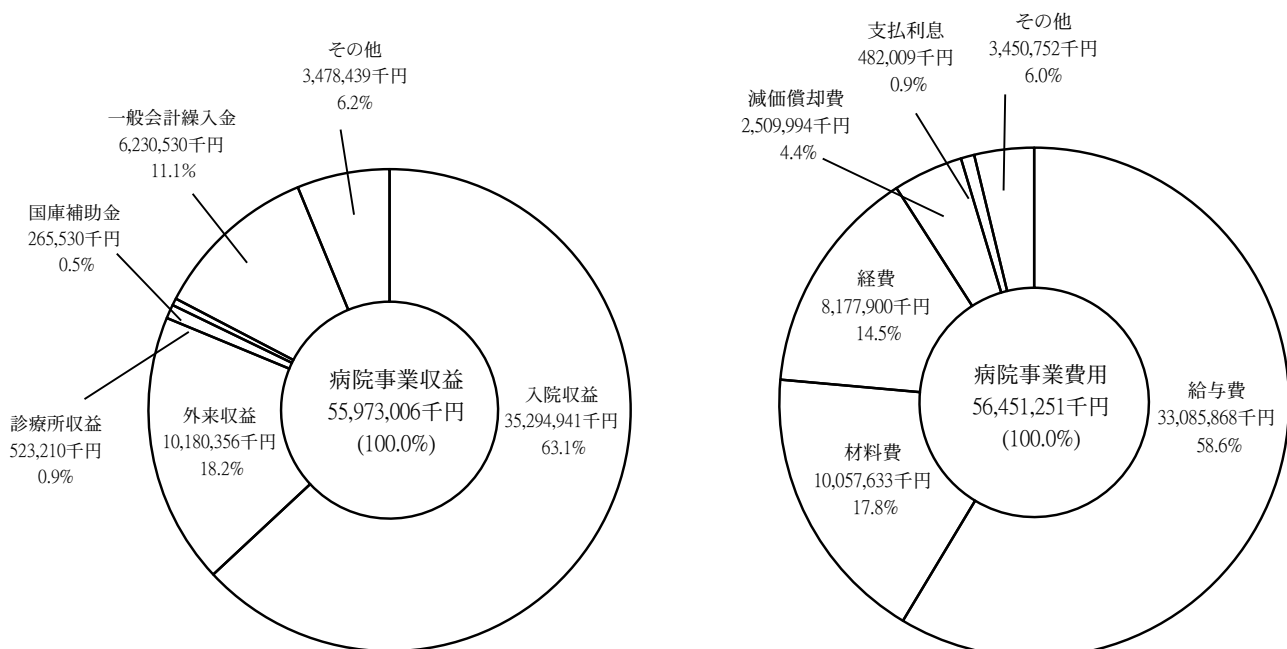 その他
3,478,439千円
6.2%
一般会計繰入金
6,230,530千円
11.1%
国庫補助金
265,530千円
0.5%
診療所収益
523,210千円
0.9%
外来収益
10,180,356千円
18.2%
病院事業収益
55,973,006千円
(100.0%)
入院収益
35,294,941千円
63.1%
支払利息
482,009千円
0.9%
その他
3,450,752千円
6.0%
減価償却費
2,509,994千円
4.4%
経費
8,177,900千円
14.5%
材料費
10,057,633千円
17.8%
病院事業費用
56,451,251千円
(100.0%)
給与費
33,085,868千円
58.6%